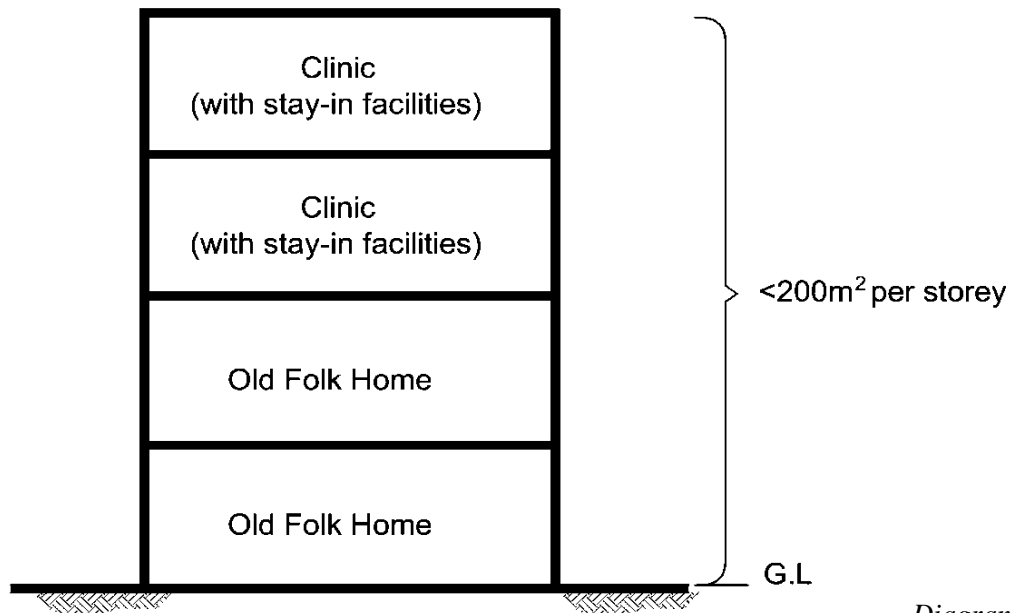 Clinic
(with stay-in facilities)
Clinic
(with stay-in facilities)
<200m² per storey
Old Folk Home
Old Folk Home
G.L